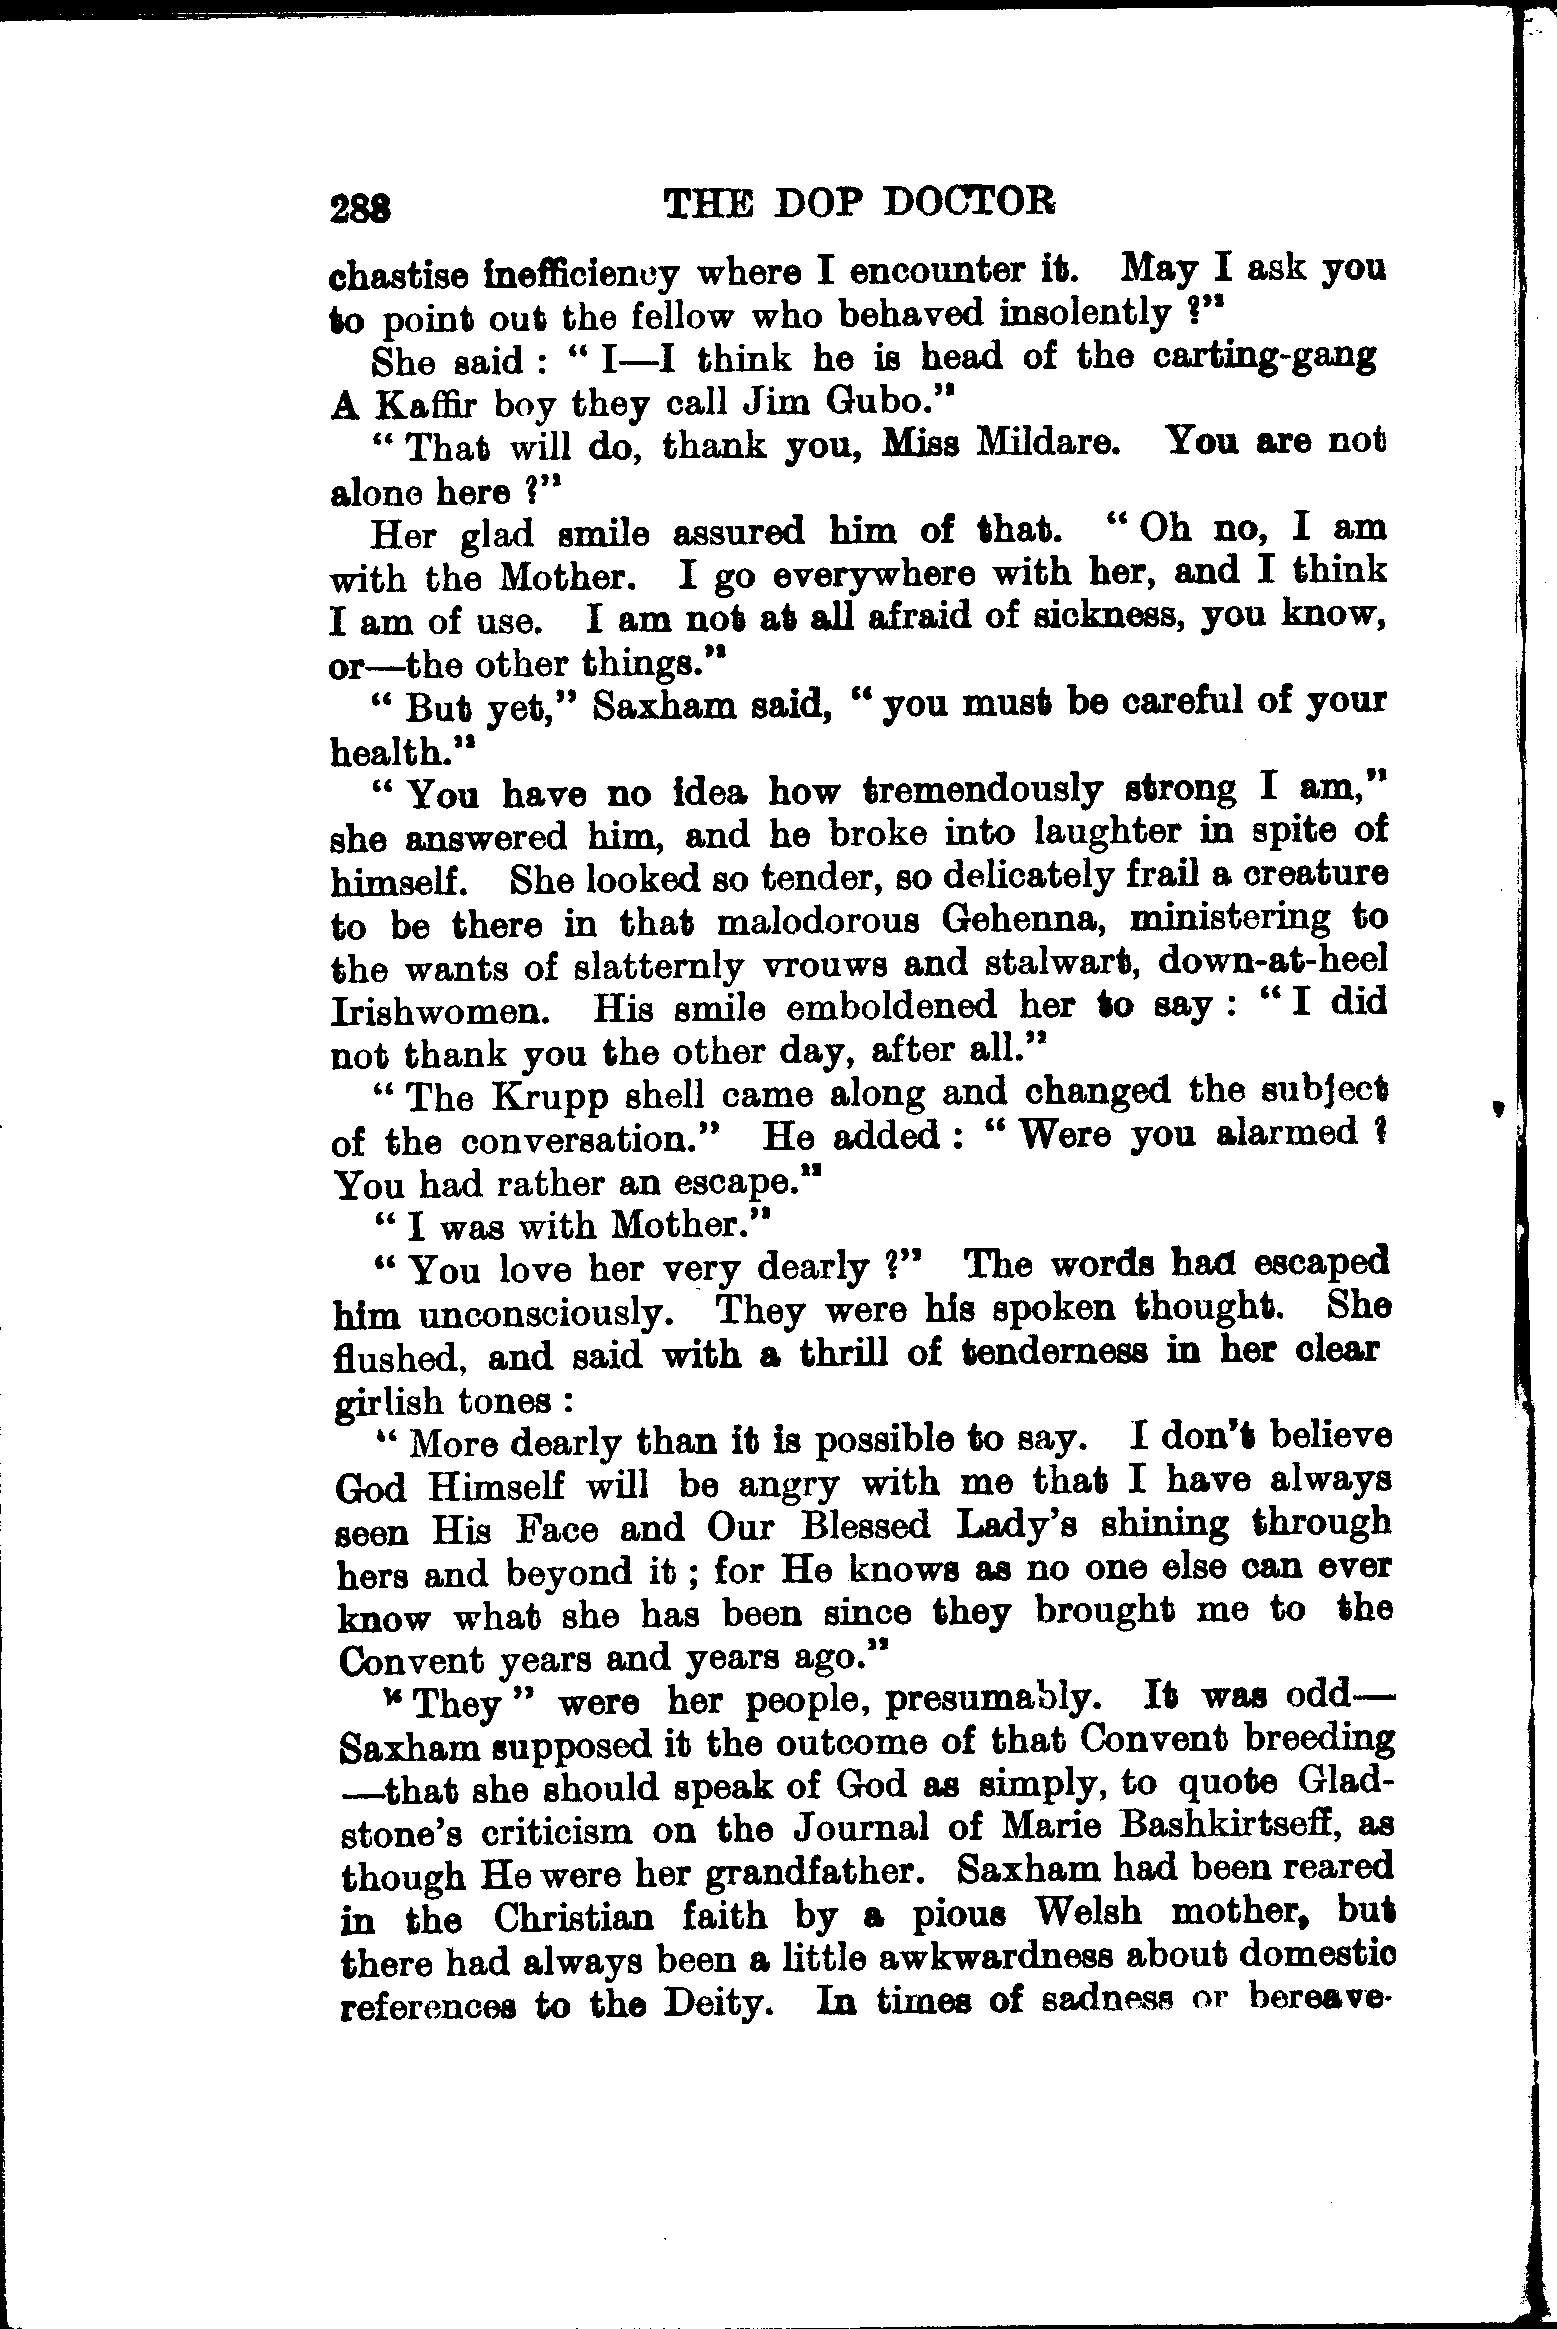 288 THE DOP DOCTOR
chastise inefficiency where I encounter it. May I ask you
to point out the fellow who behaved insolently ?"
She said : " I—I think he is head of the carting-gang
A Kaffir boy they call Jim Gubo."
" That will do, thank you, Miss Mildare. You are not
alone here ?"
Her glad smile assured him of that. " Oh no, I am
with the Mother. I go everywhere with her, and I think
I am of use. I am not at all afraid of sickness, you know,
or—the other things."
" But yet," Saxham said, " you must be careful of your
health."
" You have no idea how tremendously strong I am,"
she answered him, and he broke into laughter in spite of
himself. She looked so tender, so delicately frail a creature
to be there in that malodorous Gehenna, ministering to
the wants of slatternly vrouws and stalwart, down-at-heel
Irishwomen. His smile emboldened her to say : " I did
not thank you the other day, after all."
" The Krupp shell came along and changed the subject
of the conversation." He added : " Were you alarmed ?
You had rather an escape."
" I was with Mother."
" You love her very dearly ?" The words had escaped
him unconsciously. They were his spoken thought. She
flushed, and said with a thrill of tenderness in her clear
girlish tones :
" More dearly than it is possible to say. I don't believe
God Himself will be angry with me that I have always
seen His Face and Our Blessed Lady's shining through
hers and beyond it ; for He knows as no one else can ever
know what she has been since they brought me to the
Convent years and years ago."
" They " were her people, presumably. It was odd—
Saxham supposed it the outcome of that Convent breeding
—that she should speak of God as simply, to quote Glad-
stone's criticism on the Journal of Marie Bashkirtseff, as
though He were her grandfather. Saxham had been reared
in the Christian faith by a pious Welsh mother, but
there had always been a little awkwardness about domestic
references to the Deity. In times of sadness or bereave-